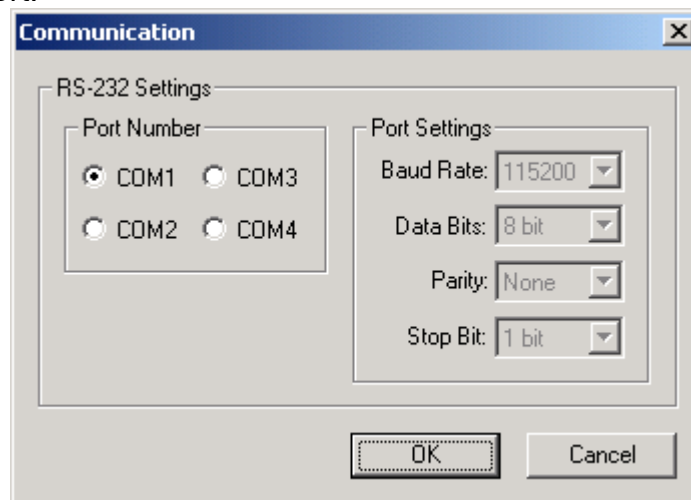 Communication
RS-232 Settings
Port Number
COM1 COM3
COM2 COM4
Port Settings
Baud Rate: 115200
Data Bits: 8 bit
Parity: None
Stop Bit: 1 bit
OK Cancel